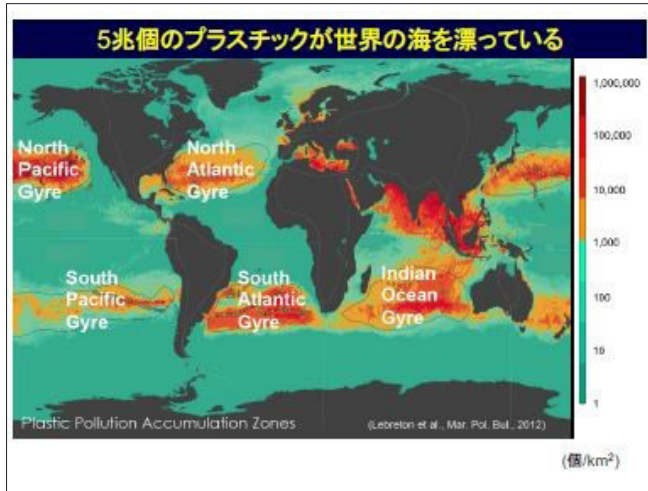 5兆個のプラスチックが世界の海を漂っている
North
Pacific
Gyre
North
Atlantic
Gyre
South
Pacific
Gyre
South
Atlantic
Gyre
Indian
Ocean
Gyre
1,000,000
100,000
10,000
1,000
100
10
1
Plastic Pollution Accumulation Zones
(Lebreton et al., Mar. Pol. Bul., 2012)
(個/km²)